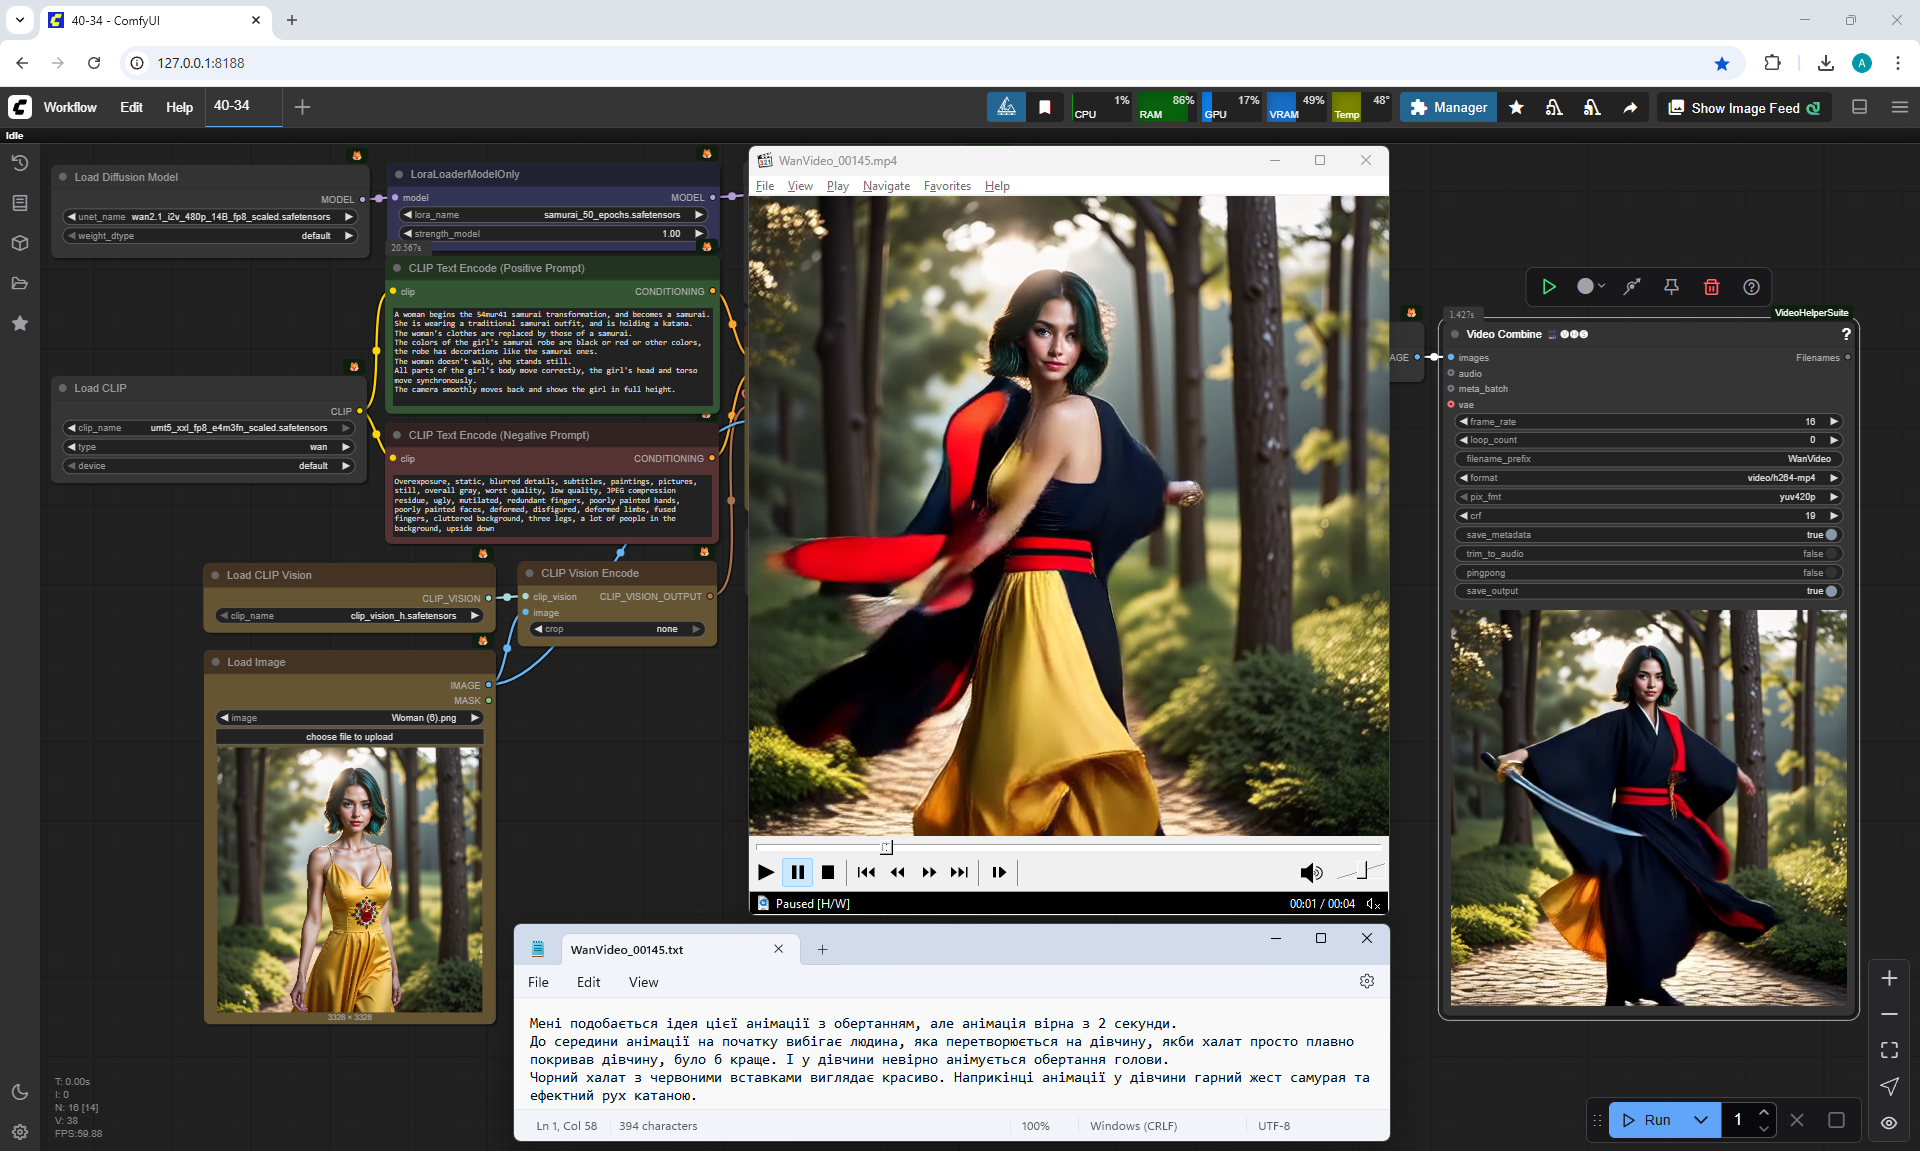 40-34 - ComfyUI
127.0.0.1:8188
Workflow Edit Help 40-34
CPU 1% RAM 86% GPU 17% VRAM 49% Temp 48°
Manager
Show Image Feed
Idle
Load Diffusion Model
MODEL
unet_name wan2.1_i2v_480p_14B_fp8_scaled.safetensors
weight_dtype default
LoraLoaderModelOnly
model MODEL
lora_name samurai_50_epochs.safetensors
strength_model 1.00
20.567s
CLIP Text Encode (Positive Prompt)
clip CONDITIONING
A woman begins the 54mur41 samurai transformation, and becomes a samurai.
She is wearing a traditional samurai outfit, and is holding a katana.
The woman's clothes are replaced by those of a samurai.
The colors of the girl's samurai robe are black or red or other colors,
the robe has decorations like the samurai ones.
The woman doesn't walk, she stands still.
All parts of the girl's body move correctly, the girl's head and torso
move synchronously.
The camera smoothly moves back and shows the girl in full height.
Load CLIP
CLIP
clip_name umt5_xxl_fp8_e4m3fn_scaled.safetensors
type wan
device default
CLIP Text Encode (Negative Prompt)
clip CONDITIONING
Overexposure, static, blurred details, subtitles, paintings, pictures,
still, overall gray, worst quality, low quality, JPEG compression
residue, ugly, mutilated, redundant fingers, poorly painted hands,
poorly painted faces, deformed, disfigured, deformed limbs, fused
fingers, cluttered background, three legs, a lot of people in the
background, upside down
Load CLIP Vision
CLIP_VISION
clip_name clip_vision_h.safetensors
CLIP Vision Encode
clip_vision CLIP_VISION_OUTPUT
image
crop none
Load Image
IMAGE
MASK
image Woman (6).png
choose file to upload
3328 × 3328
T: 0.00s
I: 0
N: 16 [14]
V: 38
FPS:59.88
WanVideo_00145.mp4
File View Play Navigate Favorites Help
Paused [H/W] 00:01 / 00:04
WanVideo_00145.txt
File Edit View
Мені подобається ідея цієї анімації з обертанням, але анімація вірна з 2 секунди.
До середини анімації на початку вибігає людина, яка перетворюється на дівчину, якби халат просто плавно
покривав дівчину, було б краще. І у дівчини невірно анімується обертання голови.
Чорний халат з червоними вставками виглядає красиво. Наприкінці анімації у дівчини гарний жест самурая та
ефектний рух катаною.
Ln 1, Col 58 394 characters 100% Windows (CRLF) UTF-8
AGE
1.427s
VideoHelperSuite
Video Combine VHS ?
images Filenames
audio
meta_batch
vae
frame_rate 16
loop_count 0
filename_prefix WanVideo
format video/h264-mp4
pix_fmt yuv420p
crf 19
save_metadata true
trim_to_audio false
pingpong false
save_output true
Run 1